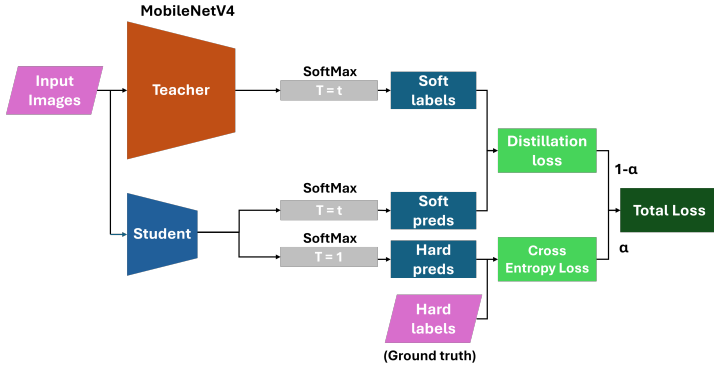 MobileNetV4
Input
Images
Teacher
SoftMax
T = t
Soft
labels
Distillation
loss
1-α
Total Loss
Student
SoftMax
T = t
Soft
preds
SoftMax
T = 1
Hard
preds
Cross
Entropy Loss
α
Hard
labels
(Ground truth)